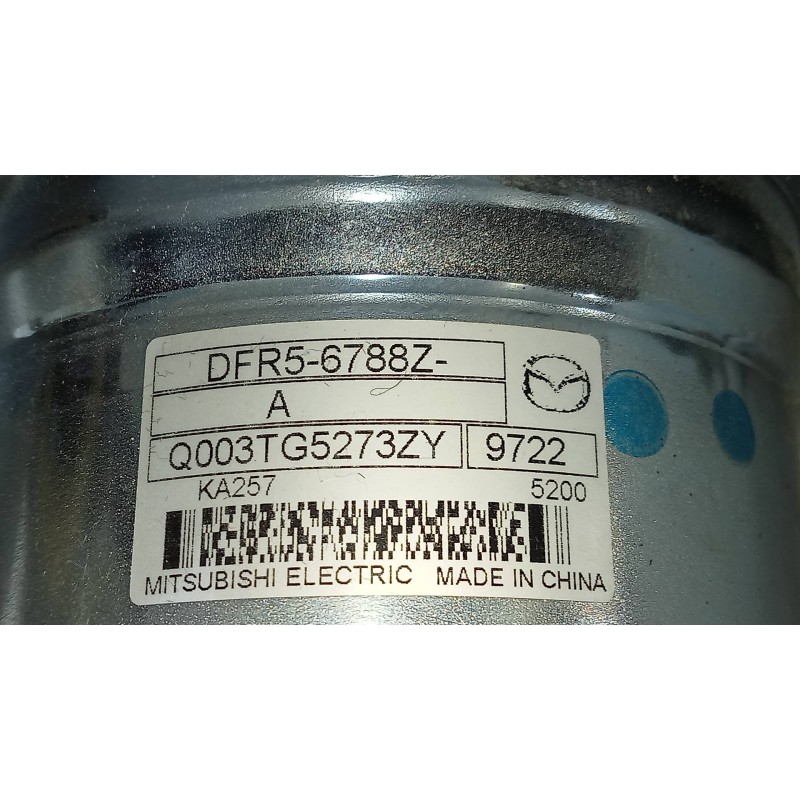 DFR5-6788Z-
A
Q003TG5273ZY 9722
KA257 5200
MITSUBISHI ELECTRIC MADE IN CHINA